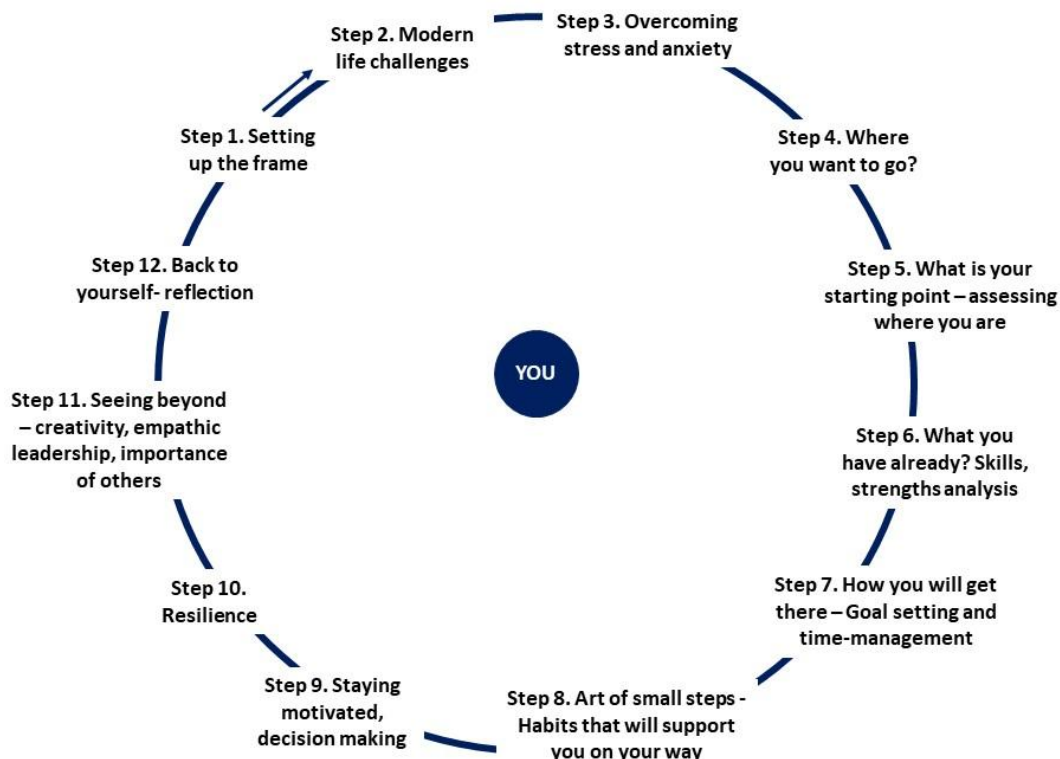 Step 1. Setting
up the frame
Step 2. Modern
life challenges
Step 3. Overcoming
stress and anxiety
Step 4. Where
you want to go?
Step 5. What is your
starting point – assessing
where you are
Step 6. What you
have already? Skills,
strengths analysis
Step 7. How you will get
there – Goal setting and
time-management
Step 8. Art of small steps -
Habits that will support
you on your way
Step 9. Staying
motivated,
decision making
Step 10.
Resilience
Step 11. Seeing beyond
– creativity, empathic
leadership, importance
of others
Step 12. Back to
yourself- reflection
YOU